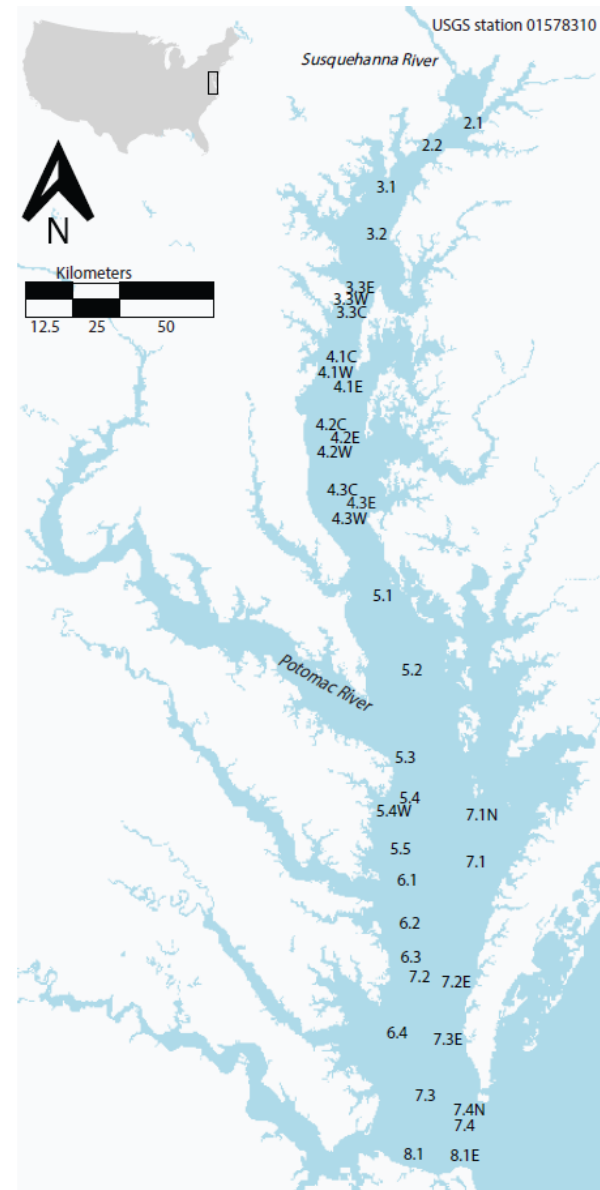 USGS station 01578310
Susquehanna River
2.1
2.2
3.1
N
3.2
Kilometers
3.3E
3.3W
3.3C
12.5 25 50
4.1C
4.1W
4.1E
4.2C
4.2E
4.2W
4.3C
4.3E
4.3W
5.1
Potomac River
5.2
5.3
5.4
5.4W
7.1N
5.5
7.1
6.1
6.2
6.3
7.2
7.2E
6.4
7.3E
7.3
7.4N
7.4
8.1
8.1E